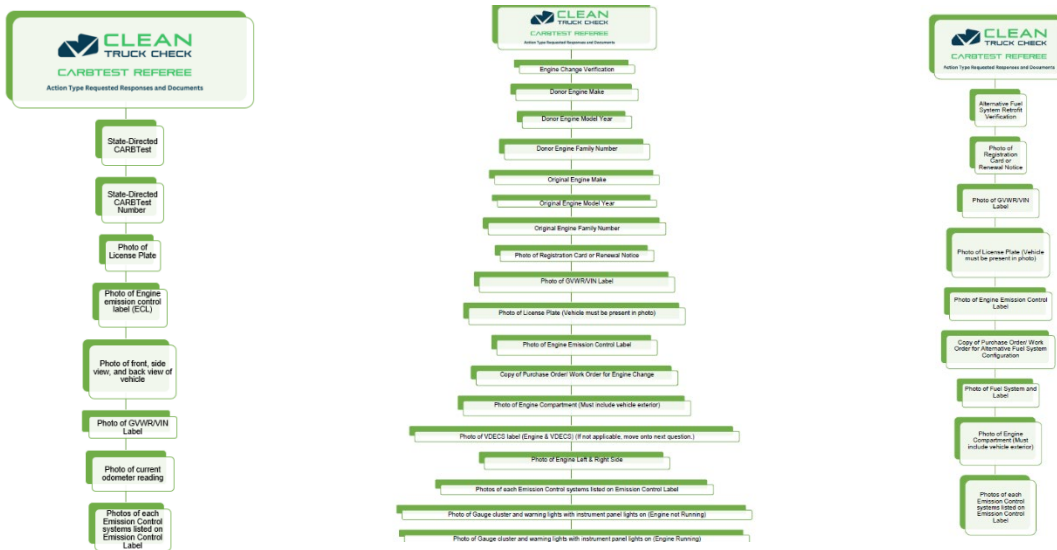 CLEAN
TRUCK CHECK
CARBTEST REFEREE
Action Type Requested Responses and Documents
State-Directed
CARBTest
State-Directed
CARBTest
Number
Photo of
License Plate
Photo of Engine
emission control
label (ECL)
Photo of front, side
view, and back view of
vehicle
Photo of GVWR/VIN
Label
Photo of current
odometer reading
Photos of each
Emission Control
systems listed on
Emission Control
Label
CLEAN
TRUCK CHECK
CARBTEST REFEREE
Action Type Requested Responses and Documents
Engine Change Verification
Donor Engine Make
Donor Engine Model Year
Donor Engine Family Number
Original Engine Make
Original Engine Model Year
Original Engine Family Number
Photo of Registration Card or Renewal Notice
Photo of GVWR/VIN Label
Photo of License Plate (Vehicle must be present in photo)
Photo of Engine Emission Control Label
Copy of Purchase Order/ Work Order for Engine Change
Photo of Engine Compartment (Must include vehicle exterior)
Photo of VDECS label (Engine & VDECS) (If not applicable, move onto next question.)
Photo of Engine Left & Right Side
Photos of each Emission Control systems listed on Emission Control Label
Photo of Gauge cluster and warning lights with instrument panel lights on (Engine not Running)
Photo of Gauge cluster and warning lights with instrument panel lights on (Engine Running)
CLEAN
TRUCK CHECK
CARBTEST REFEREE
Action Type Requested Responses and Documents
Alternative Fuel
System Retrofit
Verification
Photo of
Registration
Card or
Renewal Notice
Photo of GVWR/VIN
Label
Photo of License Plate (Vehicle
must be present in photo)
Photo of Engine Emission Control
Label
Copy of Purchase Order/ Work
Order for Alternative Fuel System
Configuration
Photo of Fuel System and
Label
Photo of Engine
Compartment (Must
include vehicle exterior)
Photos of each
Emission Control
systems listed on
Emission Control
Label